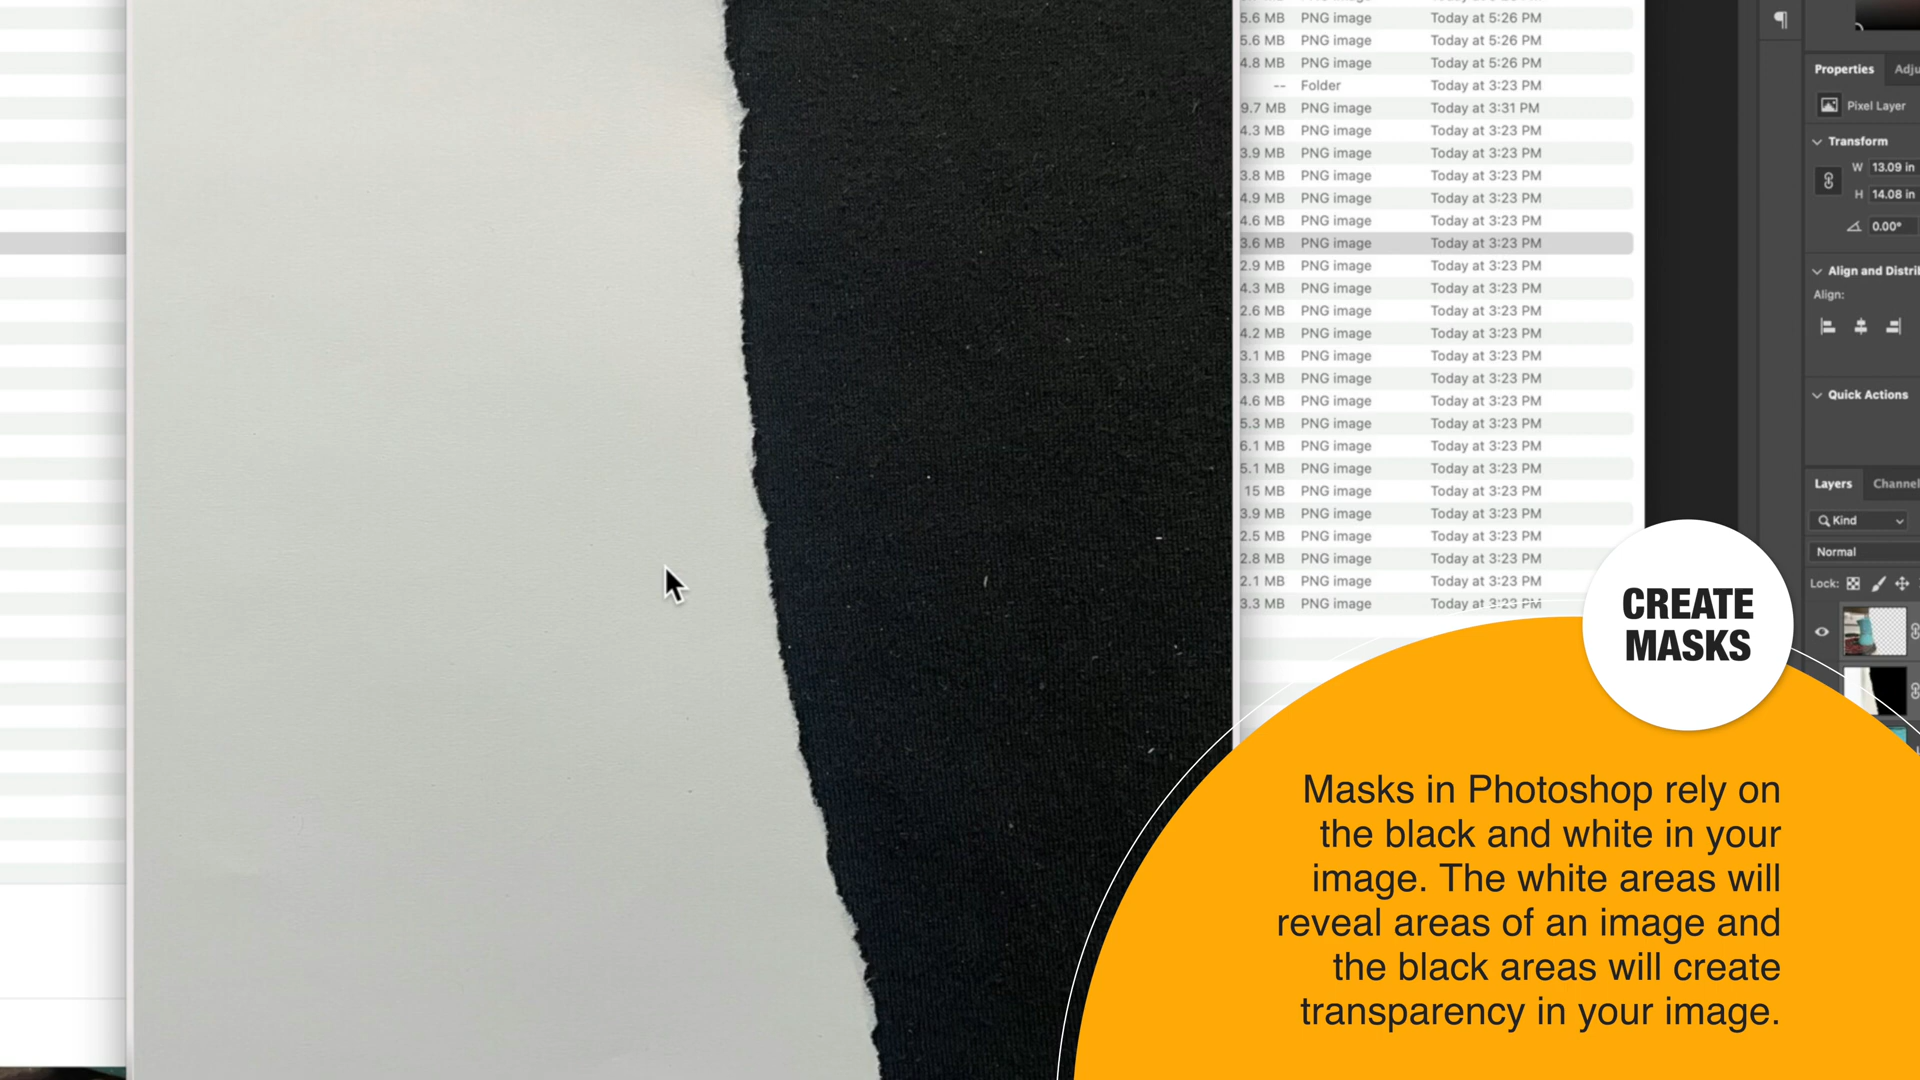 5.6 MB PNG image Today at 5:26 PM
5.6 MB PNG image Today at 5:26 PM
4.8 MB PNG image Today at 5:26 PM
-- Folder Today at 3:23 PM
9.7 MB PNG image Today at 3:31 PM
4.3 MB PNG image Today at 3:23 PM
3.9 MB PNG image Today at 3:23 PM
3.8 MB PNG image Today at 3:23 PM
4.9 MB PNG image Today at 3:23 PM
4.6 MB PNG image Today at 3:23 PM
3.6 MB PNG image Today at 3:23 PM
2.9 MB PNG image Today at 3:23 PM
4.3 MB PNG image Today at 3:23 PM
2.6 MB PNG image Today at 3:23 PM
4.2 MB PNG image Today at 3:23 PM
3.1 MB PNG image Today at 3:23 PM
3.3 MB PNG image Today at 3:23 PM
4.6 MB PNG image Today at 3:23 PM
5.3 MB PNG image Today at 3:23 PM
6.1 MB PNG image Today at 3:23 PM
5.1 MB PNG image Today at 3:23 PM
15 MB PNG image Today at 3:23 PM
3.9 MB PNG image Today at 3:23 PM
2.5 MB PNG image Today at 3:23 PM
2.8 MB PNG image Today at 3:23 PM
2.1 MB PNG image Today at 3:23 PM
3.3 MB PNG image Today at 3:23 PM
Properties Adju
Pixel Layer
Transform
W 13.09 in
H 14.08 in
0.00°
Align and Distri
Align:
Quick Actions
Layers Channel
Kind
Normal
Lock:
CREATE
MASKS
Masks in Photoshop rely on
the black and white in your
image. The white areas will
reveal areas of an image and
the black areas will create
transparency in your image.